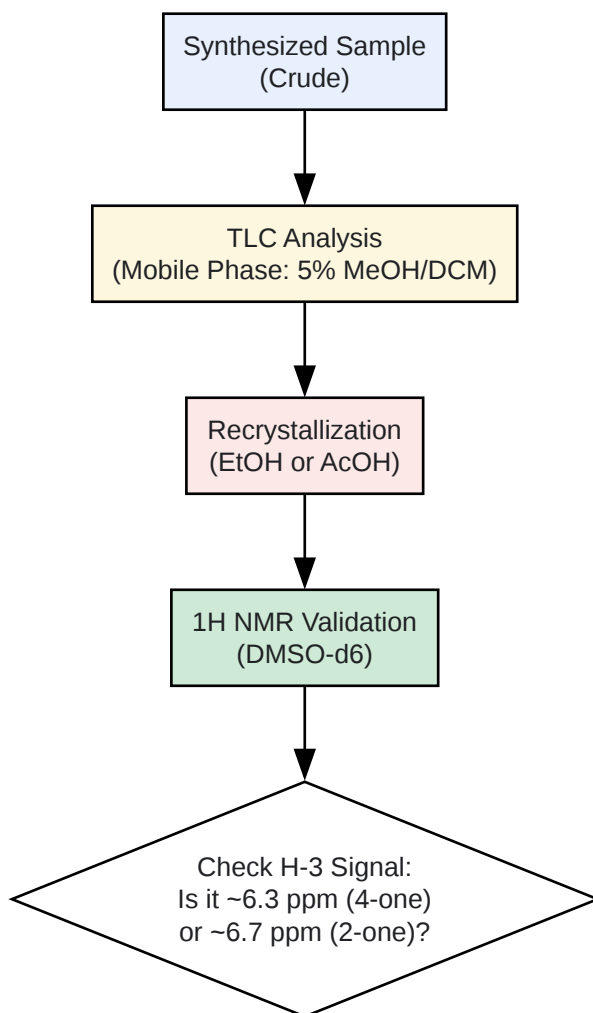 Synthesized Sample
(Crude)
TLC Analysis
(Mobile Phase: 5% MeOH/DCM)
Recrystallization
(EtOH or AcOH)
1H NMR Validation
(DMSO-d6)
Check H-3 Signal:
Is it ~6.3 ppm (4-one)
or ~6.7 ppm (2-one)?